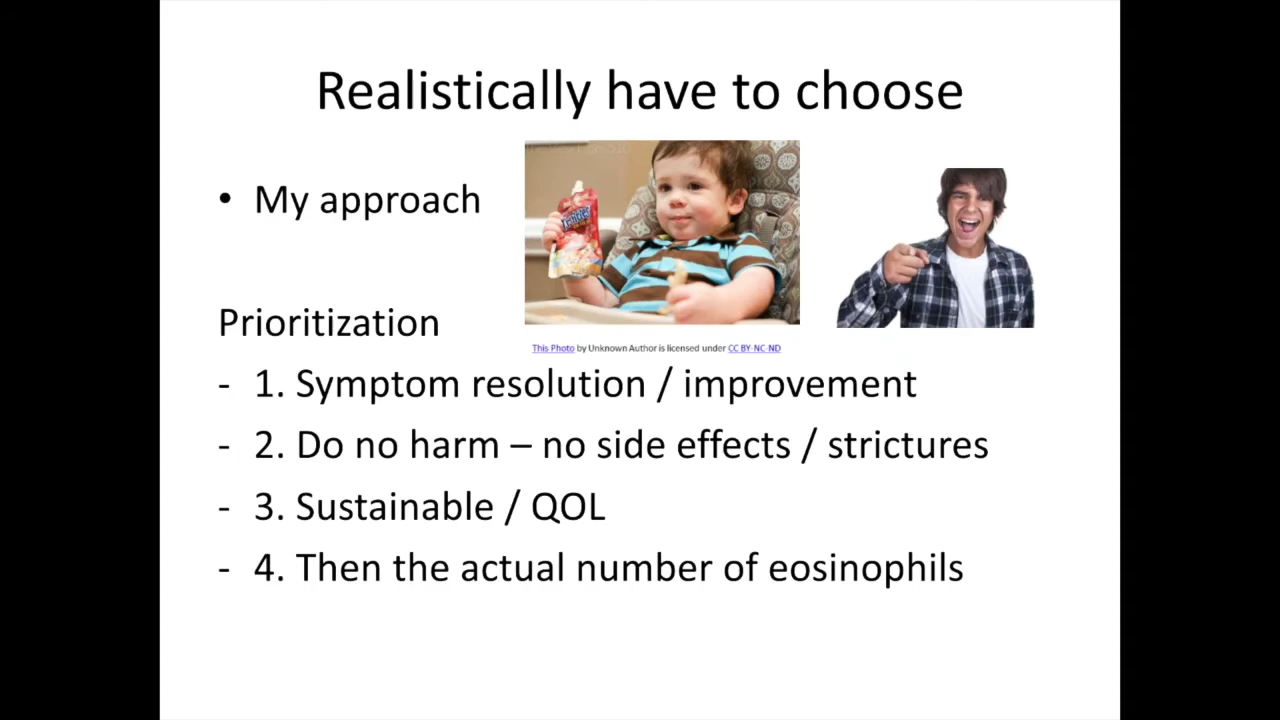 Realistically have to choose
• My approach
Prioritization
This Photo by Unknown Author is licensed under CC BY-NC-ND
- 1. Symptom resolution / improvement
- 2. Do no harm – no side effects / strictures
- 3. Sustainable / QOL
- 4. Then the actual number of eosinophils